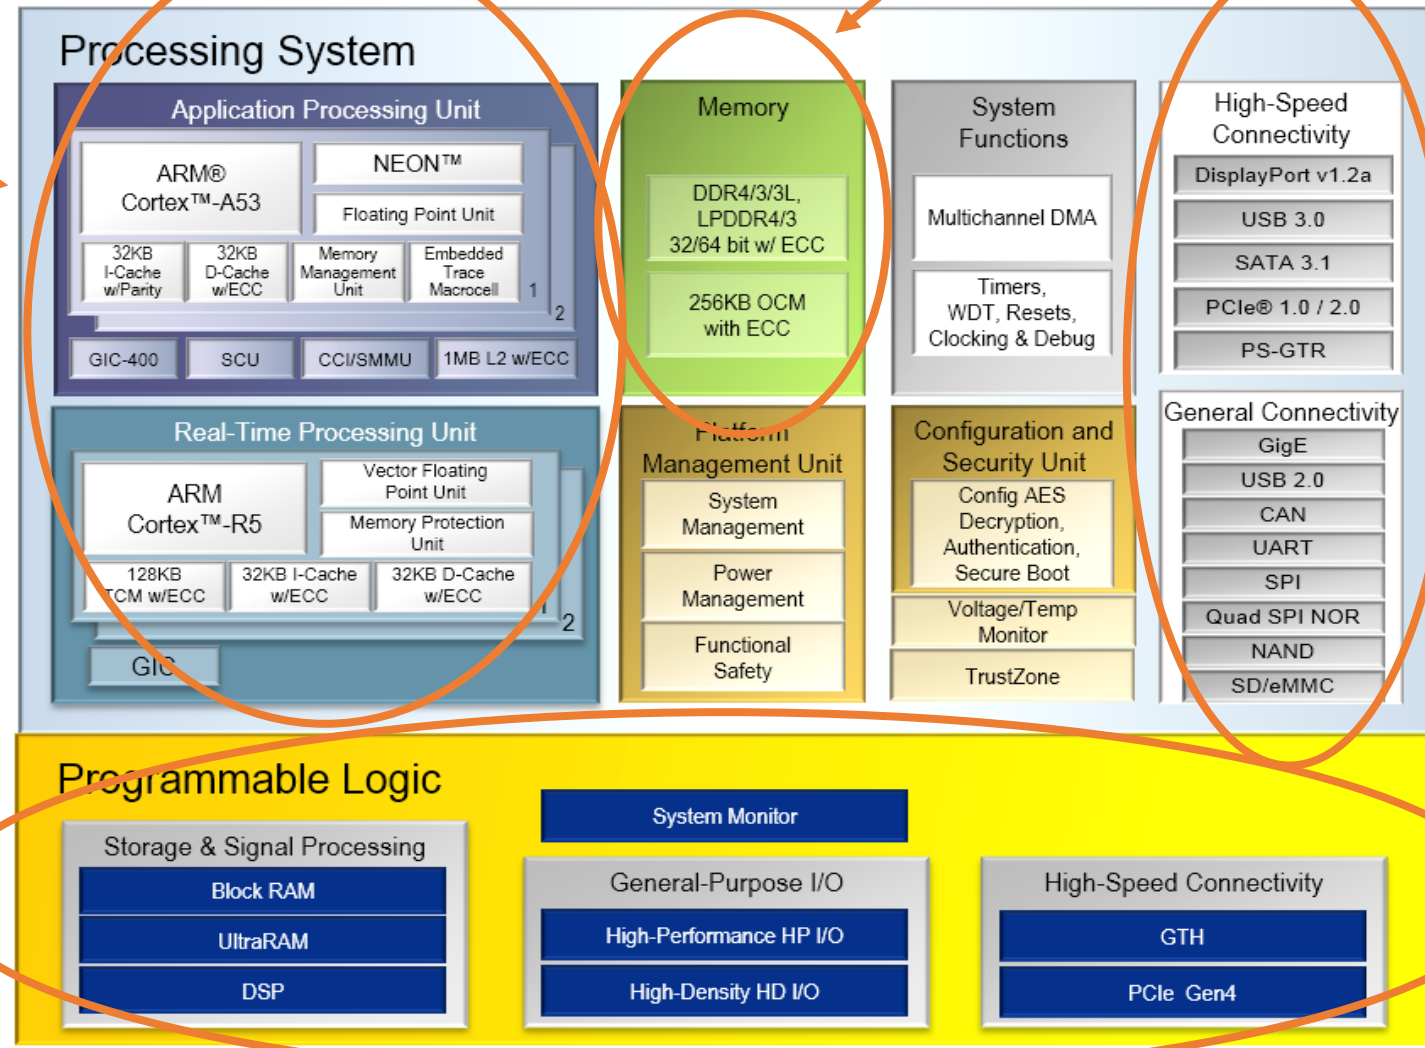 Processing System
Application Processing Unit
ARM®
Cortex™-A53
NEON™
Floating Point Unit
32KB
I-Cache
w/Parity
32KB
D-Cache
w/ECC
Memory
Management
Unit
Embedded
Trace
Macrocell
1
2
GIC-400
SCU
CCI/SMMU
1MB L2 w/ECC
Memory
DDR4/3/3L,
LPDDR4/3
32/64 bit w/ ECC
256KB OCM
with ECC
System
Functions
Multichannel DMA
Timers,
WDT, Resets,
Clocking & Debug
High-Speed
Connectivity
DisplayPort v1.2a
USB 3.0
SATA 3.1
PCIe® 1.0 / 2.0
PS-GTR
Real-Time Processing Unit
ARM
Cortex™-R5
Vector Floating
Point Unit
Memory Protection
Unit
128KB
TCM w/ECC
32KB I-Cache
w/ECC
32KB D-Cache
w/ECC
1
2
GIC
Platform
Management Unit
System
Management
Power
Management
Functional
Safety
Configuration and
Security Unit
Config AES
Decryption,
Authentication,
Secure Boot
Voltage/Temp
Monitor
TrustZone
General Connectivity
GigE
USB 2.0
CAN
UART
SPI
Quad SPI NOR
NAND
SD/eMMC
Programmable Logic
Storage & Signal Processing
Block RAM
UltraRAM
DSP
System Monitor
General-Purpose I/O
High-Performance HP I/O
High-Density HD I/O
High-Speed Connectivity
GTH
PCIe Gen4